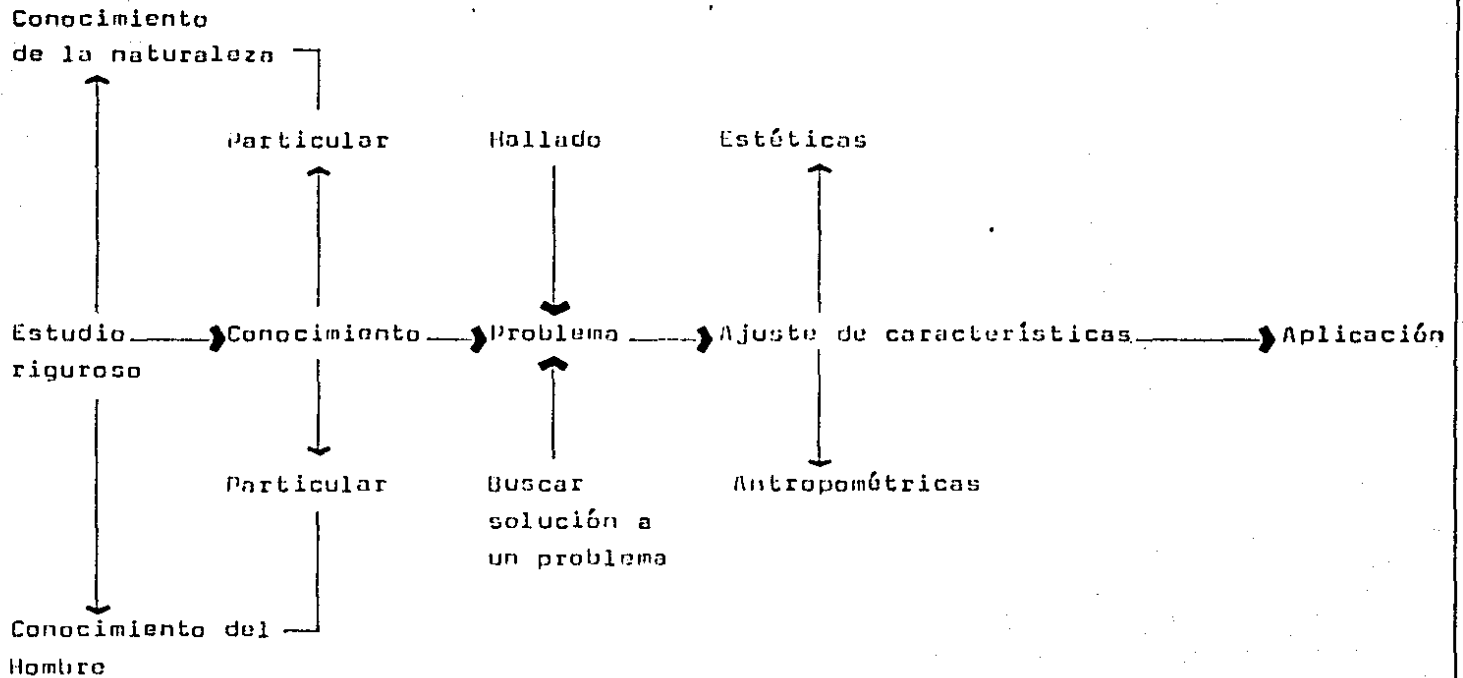 Conocimiento
de la naturaleza
Particular Hallado Estéticas
Estudio Conocimiento Problema Ajuste de características Aplicación
riguroso
Particular Buscar Antropométricas
solución a
un problema
Conocimiento del
Hombre